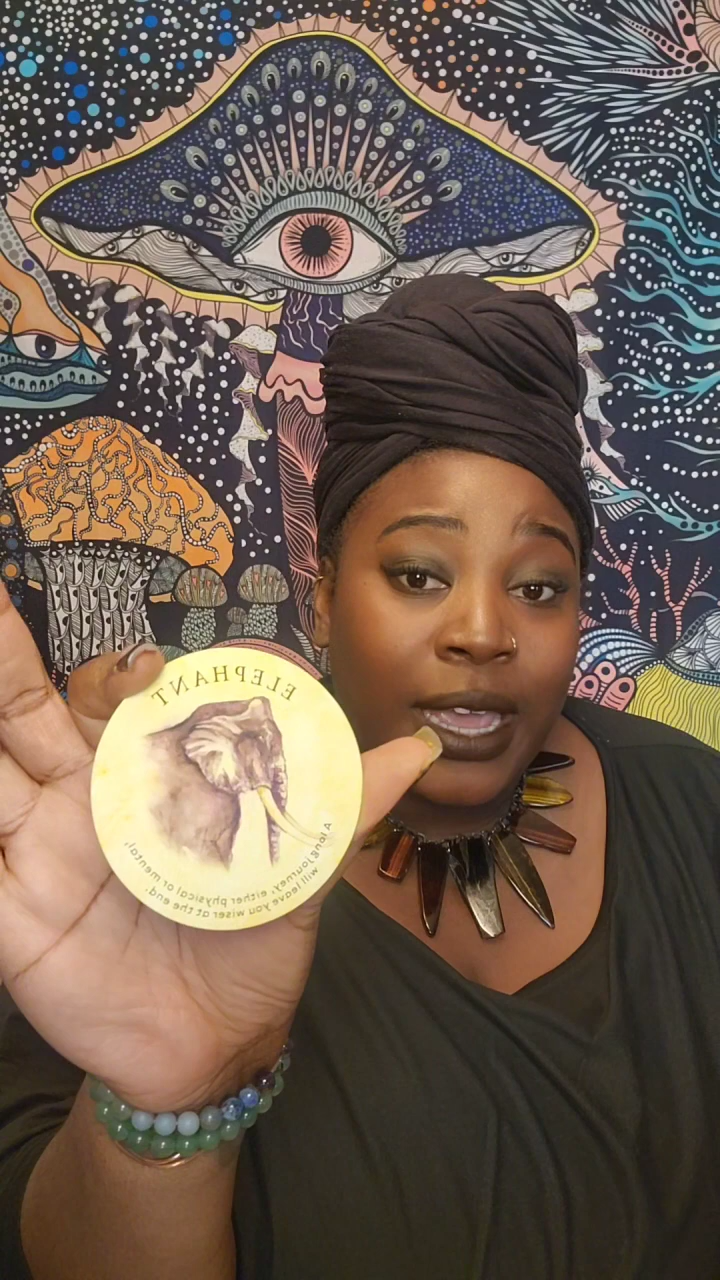 ELEPHANT
A long journey, either physical or mental,
will leave you wiser at the end.